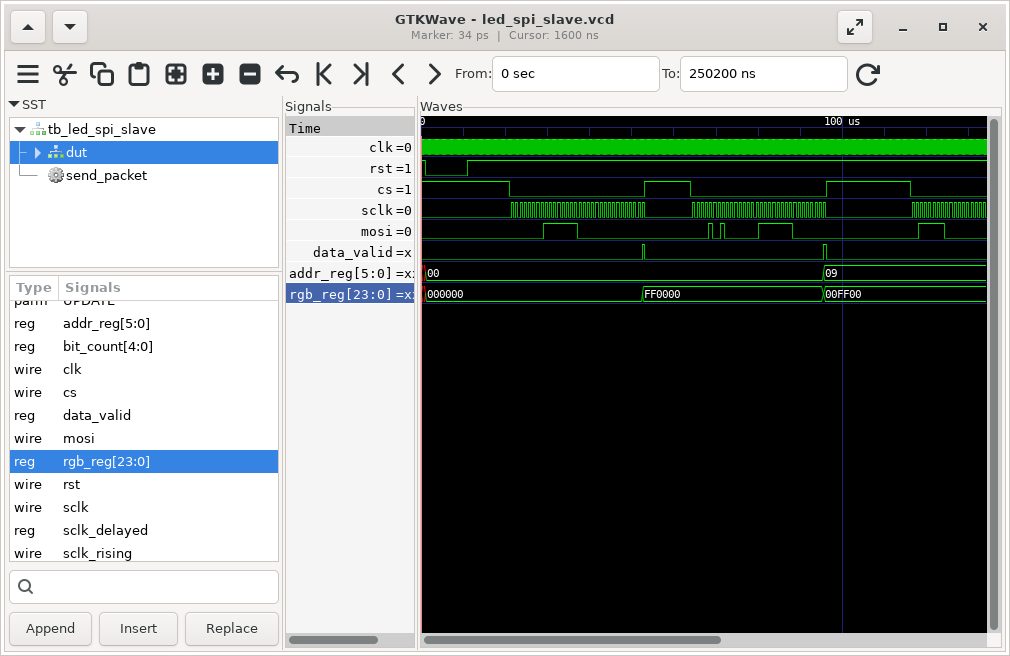 GTKWave - led_spi_slave.vcd
Marker: 34 ps | Cursor: 1600 ns
From: 0 sec To: 250200 ns
SST
tb_led_spi_slave
dut
send_packet
Type Signals
parm UPDATE
reg addr_reg[5:0]
reg bit_count[4:0]
wire clk
wire cs
reg data_valid
wire mosi
reg rgb_reg[23:0]
wire rst
wire sclk
reg sclk_delayed
wire sclk_rising
Append Insert Replace
Signals
Time
clk=0
rst=1
cs=1
sclk=0
mosi=0
data_valid=x
addr_reg[5:0]=x
rgb_reg[23:0]=x
Waves
0 100 us
00 09
000000 FF0000 00FF00